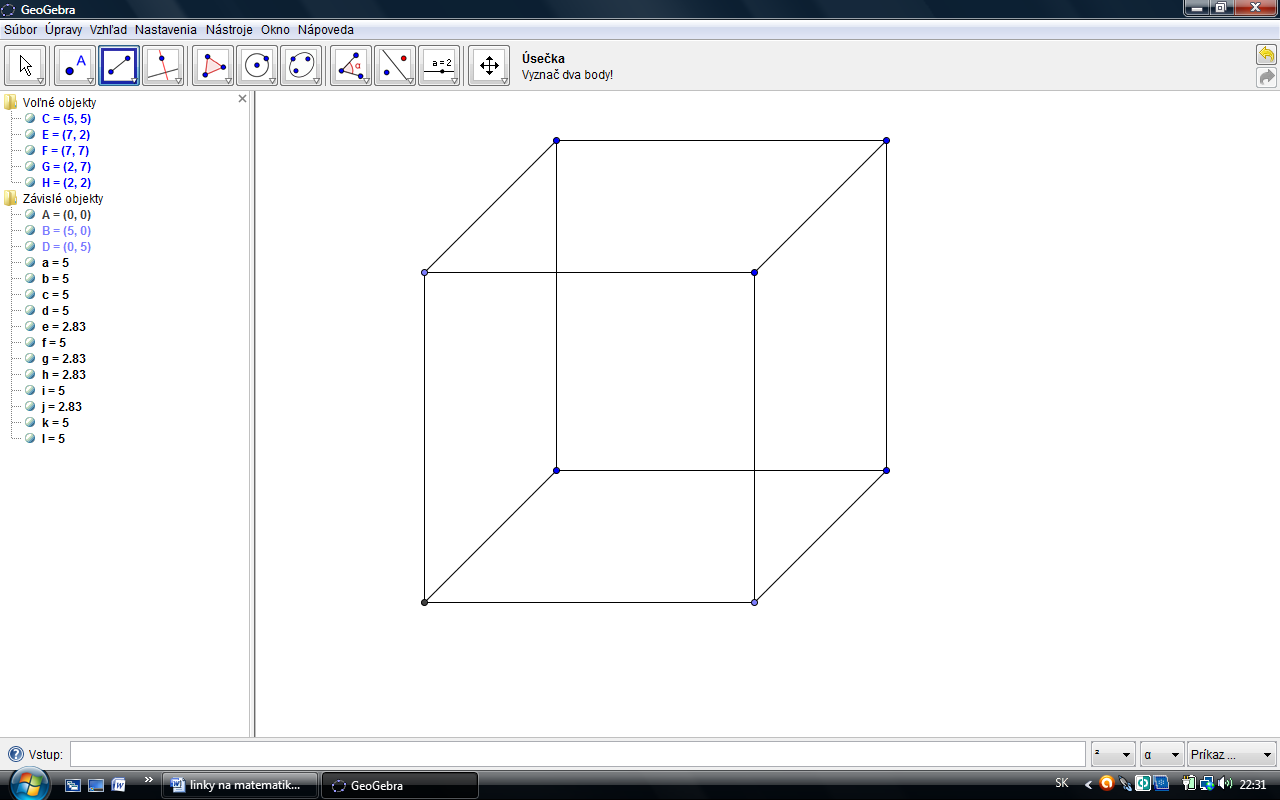 GeoGebra
Súbor Úpravy Vzhľad Nastavenia Nástroje Okno Nápoveda
A
α
a = 2
Úsečka
Vyznač dva body!
Voľné objekty
C = (5, 5)
E = (7, 2)
F = (7, 7)
G = (2, 7)
H = (2, 2)
Závislé objekty
A = (0, 0)
B = (5, 0)
D = (0, 5)
a = 5
b = 5
c = 5
d = 5
e = 2.83
f = 5
g = 2.83
h = 2.83
i = 5
j = 2.83
k = 5
l = 5
Vstup:
²
α
Príkaz ...
linky na matematik...
GeoGebra
SK
22:31